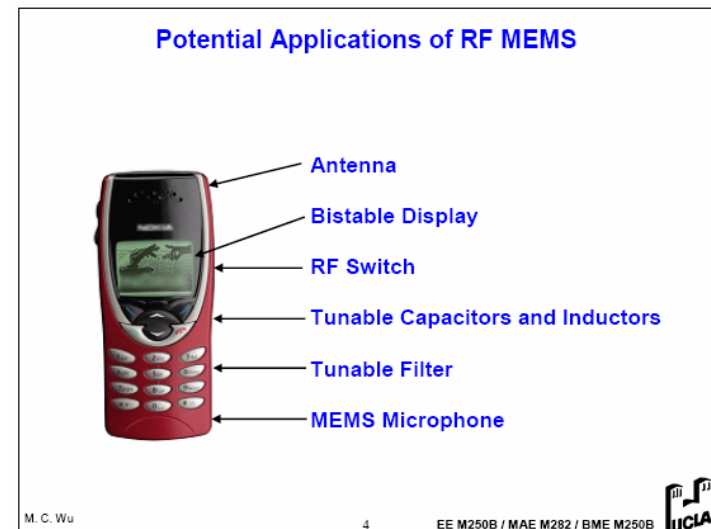 Potential Applications of RF MEMS
Antenna
Bistable Display
RF Switch
Tunable Capacitors and Inductors
Tunable Filter
MEMS Microphone
M. C. Wu
4
EE M250B / MAE M282 / BME M250B
UCLA